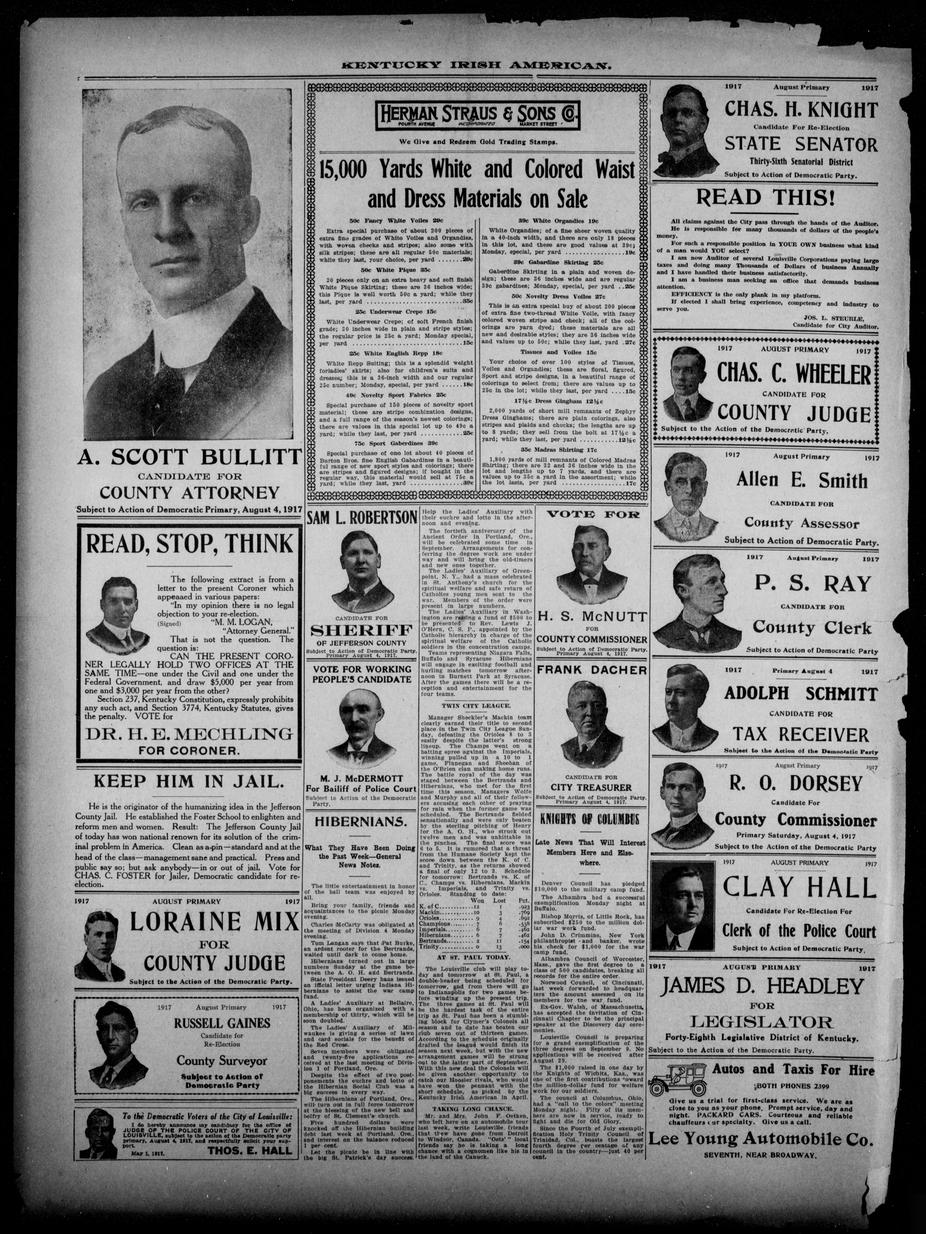 KENTUCKY IRISH AMERICAN.
A. SCOTT BULLITT
CANDIDATE FOR
COUNTY ATTORNEY
Subject to Action of Democratic Primary, August 4, 1917
READ, STOP, THINK
The following extract is from a
letter to the present Coroner which
appeared in various papers:
"In my opinion there is no legal
objection to your re-election.
(Signed) "M. M. LOGAN,
"Attorney General."
That is not the question. The
question is:
CAN THE PRESENT CORO-
NER LEGALLY HOLD TWO OFFICES AT THE
SAME TIME—one under the Civil and one under the
Federal Government, and draw $5,000 per year from
one and $3,000 per year from the other?
Section 237, Kentucky Constitution, expressly prohibits
any such act, and Section 3774, Kentucky Statutes, gives
the penalty. VOTE for
DR. H. E. MECHLING
FOR CORONER.
KEEP HIM IN JAIL.
He is the originator of the humanizing idea in the Jefferson
County Jail. He established the Foster School to enlighten and
reform men and women. Result: The Jefferson County Jail
of today has won national renown for its solution of the crim-
inal problem in America. Clean as a pin—standard and at the
head of the class—management sane and practical. Press and
public say so; but ask anybody—in or out of jail. Vote for
CHAS. C. FOSTER for Jailer, Democratic candidate for re-
election.
1917 AUGUST PRIMARY 1917
LORAINE MIX
FOR
COUNTY JUDGE
Subject to the Action of the Democratic Party.
1917 August Primary 1917
RUSSELL GAINES
Candidate for
Re-Election
County Surveyor
Subject to Action of
Democratic Party
To the Democratic Voters of the City of Louisville:
I do hereby announce my candidacy for the office of
JUDGE OF THE POLICE COURT OF THE CITY OF
LOUISVILLE, subject to the action of the Democratic party
primary, August 4, 1917, and respectfully solicit your sup-
port.
May 1, 1917. THOS. E. HALL
HERMAN STRAUS & SONS CO.
FOURTH AVENUE INCORPORATED MARKET STREET
We Give and Redeem Gold Trading Stamps.
15,000 Yards White and Colored Waist
and Dress Materials on Sale
50c Fancy White Voiles 29c
Extra special purchase of about 200 pieces of
extra fine grades of White Voiles and Organdies,
with woven checks and stripes; also some with
silk stripes; these are all regular 50c materials;
while they last, your choice, per yard ......29c
50c White Pique 35c
20 pieces only on an extra heavy and soft finish
White Pique Skirting; these are 36 inches wide;
this Pique is well worth 50c a yard; while they
last, per yard ......35c
25c Underwear Crepe 15c
White Underwear Crepe; of soft French finish
grade; 30 inches wide in plain and stripe styles;
the regular price is 25c a yard; Monday special,
per yard ......15c
25c White English Repp 18c
White Repp Suiting; this is a splendid weight
forladies' skirts; also for children's suits and
dresses; this is a 36-inch width and our regular
25c number; Monday, special, per yard ......18c
49c Novelty Sport Fabrics 25c
Special purchase of 150 pieces of novelty sport
material; these are stripe combination designs,
and a full range of the season's newest colorings;
there are values in this special lot up to 49c a
yard; while they last, per yard ......25c
75c Sport Gaberdines 39c
Special purchase of one lot about 40 pieces of
Burton Bros. fine English Gabardines in a beauti-
ful range of new sport styles and colorings; there
are stripes and figured designs; if bought in the
regular way, this material would sell at 75c a
yard; while they last, yard ......39c
39c White Organdies 19c
White Organdies; of a fine sheer woven quality
in a 40-inch width, and there are only 18 pieces
in this lot, and these are good values at 39c;
Monday, special, per yard ......19c
39c Gabardine Skirting 25c
Gaberdine Skirting in a plain and woven de-
sign; these are 36 inches wide and are regular
39c gabardines; Monday, special, per yard ..25c
50c Novelty Dress Voiles 27c
This is an extra special buy of about 200 pieces
of extra fine two-thread White Voile, with fancy
colored woven stripe and check; all of the col-
orings are yarn dyed; these materials are all
new and desirable styles; they are 36 inches wide
and values up to 50c; while they last, yard .27c
Tissues and Voiles 15c
Your choice of over 100 styles of Tissues,
Voiles and Organdies; these are floral, figured,
Sport and stripe designs, in a beautiful range of
colorings to select from; there are values up to
25c in the lot; while they last, yard ....15c
17½c Dress Gingham 12½c
2,000 yards of short mill remnants of Zephyr
Dress Ginghams; there are plain colorings, also
stripes and plaids and checks; the lengths are up
to 8 yards; they sell from the bolt at 17½c a
yard; while they last, per yard ......12½c
35c Madras Shirting 17c
1,800 yards of mill remnants of Colored Madras
Shirting; there are 32 and 36 inches wide in the
lot and lengths up to 7 yards, and there are
values up to 35c a yard in the assortment; while
the lot lasts, per yard ......17c
SAM L. ROBERTSON
CANDIDATE FOR
SHERIFF
OF JEFFERSON COUNTY
Subject to Action of Democratic Party.
Primary August 4, 1917.
VOTE FOR WORKING
PEOPLE'S CANDIDATE
M. J. McDERMOTT
For Bailiff of Police Court
Subject to Action of the Democratic
Party.
HIBERNIANS.
What They Have Been Doing
the Past Week—General
News Notes.
The little entertainment in honor
of the ball team was enjoyed by
all.
Bring your family, friends and
acquaintances to the picnic Monday
evening.
Charles McCarty was obligated at
the meeting of Division 4 Monday
evening.
Tom Langan says that Pat Burke,
an ardent rooter for the Bertrands,
waited until dark to come home.
Hibernians turned out in large
numbers Sunday at the game be-
tween the A. O. H. and Bertrands.
State President Deery hans issued
an official letter urging Indiana Hi-
bernians to assist the war camp
fund.
A Ladies' Auxiliary at Bellaire,
Ohio, has been organized with a
membership of thirty, which will be
soon doubled.
The Ladies' Auxiliary of Mil-
waukee is giving a series of lawn
and card socials for the benefit of
the Red Cross.
Seven members were obligated
and twenty-five applications re-
ceived at the last meeting of Divis-
ion 1 of Portland, Ore.
Despite the effect of two post-
ponements the euchre and lotto of
the Hibernian Social Club was a
big success in every way.
The Hibernians of Portland, Ore.,
will turn out in full force tomorrow
at the blessing of the new bell and
belfry of St. Clement's church.
Five hundred dollars were
knocked off the Hibernian building
debt last week at Portland, Ore.,
and interest on the balance reduced
1 per cent.
Let the picnic be in line with
the big St. Patrick's day success.
Help the Ladies' Auxiliary with
their euchre and lotto in the after-
noon and evening.
The fortieth anniversary of the
Ancient Order in Portland, Ore.,
will be celebrated some time in
September. Arrangements for con-
ferring the degree work are under
way and will bring the old-timers
and new ones together.
The Ladies' Auxiliary of Green-
point, N. Y., had a mass celebrated
in St. Anthony's church for the
spiritual welfare and safe return of
Catholice young men sent to the
war. Members of the order were
present in large numbers.
The Ladies' Auxiliary in Wash-
ington are raising a fund of $500 to
be presented to Rev. Lewis J.
O'Hern, C. S. P., appointed by the
Catholic hierarchy in charge of the
spiritual welfare of the Catholic
soldiers in the concentration camps.
Teams representing Niagara Falls,
Buffalo and Syracuse Hibernians
will engage in exciting football and
hurling matches tomorrow after-
noon in Burnett Park at Syracuse.
After the games there will be a re-
ception and entertainment for the
four teams.
TWIN CITY LEAGUE.
Manager Shockler's Mackin team
clearly earned their title to second
place in the Twin City League Sun-
day, defeating the Orioles 8 to 3
easily despite the latter's strong
lineup. The Champs went on a
batting spree against the Imperials,
winning pulled up in a 10 to 1
game, Flanegan and Sheehan of
the O'Brien clan making home runs.
The battle royal of the day was
staged between the Bertrands and
Hibernians, who met for the first
time this season. Managers Wolfe
and Murphy and all of their follow-
ers accusing each other of praying
for rain when the former game was
scheduled. The Bertrands fielded
sensationally and were only beaten
by the sterling pitching of Henry
for the A. O. H., who struck out
twelve men and was unhittable in
the pinches. The final score was
6 to 5. It is rumored that a threat
from the Humane Society kept the
score down between the K. of C.
and Trinity, as the returns showed
a final of only 12 to 2. Schedule
for tomorrow: Bertrands vs. K. of
C., Champs vs. Hibernians, Mackin
vs. Imperials, and Trinity vs.
Orioles. Standing to date:
Won Lost Pct.
K. of C. 12 1 .923
Mackin 10 3 .769
Orioles 9 4 .692
Champions 7 6 .538
Imperials 6 7 .462
Hibernians 6 7 .462
Bertrands 2 11 .154
Trinity 0 13 .000
AT ST. PAUL TODAY.
The Louisville club will play to-
day and tomorrow at St. Paul, a
double-header being scheduled for
tomorrow, and from there will go
to Indianapolis for two games be-
fore winding up the present trip.
The three games at St. Paul will
be the hardest task of the entire
trip as St. Paul has been a stumb-
ling block for Clymer's Colonels all
season and to date has beaten our
club seven out of thirteen games.
According to the schedule originally
drafted the league would finish its
season next week, but with the new
arrangement games will be strung
out to the latter part of September.
With this new deal the Colonels will
be given another opportunity to
catch our Hoosier rivals, who would
have won the pennant with the
short schedule, as picked by the
Kentucky Irish American in April.
TAKING LONG CHANCE.
Mr. and Mrs. John F. Oetken,
who left here on an automobile tour
last week, write Louisville friends
that they have gone from Detroit
to Windsor, Canada. "Oets'" local
friends say he is taking a long
chance with a cognomen like his in
the land of the Canuck.
VOTE FOR
H. S. McNUTT
FOR
COUNTY COMMISSIONER
Subject to Action Democratic Party.
Primary August 4, 1917.
FRANK DACHER
CANDIDATE FOR
CITY TREASURER
Subject to Action of Democratic Party.
Primary August 4, 1917.
KNIGHTS OF COLUMBUS
Late News That Will Interest
Members Here and Else-
where.
Denver Council has pledged
$10,000 to the military camp fund.
The Alhambra had a successful
exemplification Monday night at
Buffalo.
Bishop Morris, of Little Rock, has
subscribed $250 to the million dol-
lar war work fund.
John D. Crimmins, New York
philanthropist and banker, wrote
his check for $1,000 for the war
camp fund.
Alhambra Council of Worcester,
Mass., gave the first degree to a
class of 500 candidates, breaking all
records for the entire order.
Norwood Council, of Cincinnati,
last week forwarded to headquar-
ters the amount assessed on its
members for the war fund.
Ex-Gov. Walsh, of Massachusetts,
has accepted the invitation of Cin-
cinnati Chapter to be the principal
speaker at the Discovery day cere-
monies.
Louisville Council is preparing
for a grand exemplification of the
three degrees on September 9. No
applications will be received after
August 25.
The $1,000 raised in one day by
the Knights of Wichita, Kas., was
one of the first contributions toward
the million-dollar fund for welfare
work for our soldiers.
The council at Columbus, Ohio,
had a "call to the colors" meeting
Monday night. Fifty of its mem-
bers are now in service, ready to
fight and die for Old Glory.
Since the Fourth of July exempli-
fication Holy Trinity Council of
Trinidad, Col., boasts the largest
fourth degree per centage of any
council in the country—just 40 per
cent.
1917 August Primary 1917
CHAS. H. KNIGHT
Candidate For Re-Election
STATE SENATOR
Thirty-Sixth Senatorial District
Subject to Action of Democratic Party.
READ THIS!
All claims against the City pass through the hands of the Auditor.
He is responsible for many thousands of dollars of the people's
money.
For such a responsible position in YOUR OWN business what kind
of a man would YOU select?
I am now Auditor of several Louisville Corporations paying large
taxes and doing many Thousands of Dollars of business Annually
and I have handled their business satisfactorily.
I am a business man seeking an office that demands business
attention.
EFFICIENCY is the only plank in my platform.
If elected I shall bring experience, competency and industry to
serve you.
JOS. L. STEURLE,
Candidate for City Auditor.
1917 AUGUST PRIMARY 1917
CHAS. C. WHEELER
CANDIDATE FOR
COUNTY JUDGE
Subject to the Action of the Democratic Party.
1917 August Primary 1917
Allen E. Smith
CANDIDATE FOR
County Assessor
Subject to Action of Democratic Party.
1917 August Primary 1917
P. S. RAY
CANDIDATE FOR
County Clerk
Subject to Action of the Democratic Party
Primary August 4
ADOLPH SCHMITT
CANDIDATE FOR
TAX RECEIVER
Subject to the Action of the Democratic Party
1917 August Primary 1917
R. O. DORSEY
Candidate For
County Commissioner
Primary Saturday, August 4, 1917
Subject to the Action of the Democratic Party.
1917 AUGUST PRIMARY 1917
CLAY HALL
Candidate For Re-Election For
Clerk of the Police Court
Subject to Action of the Democratic Party.
1917 AUGUST PRIMARY 1917
JAMES D. HEADLEY
FOR
LEGISLATOR
Forty-Eighth Legislative District of Kentucky.
Subject to Action of the Democratic Party.
Autos and Taxis For Hire
BOTH PHONES 2399
Give us a trial for first-class service. We are as
close to you as your phone. Prompt service, day and
night. PACKARD CARS. Courteous and reliable
chauffeurs our specialty. Give us a call.
Lee Young Automobile Co.
SEVENTH, NEAR BROADWAY.